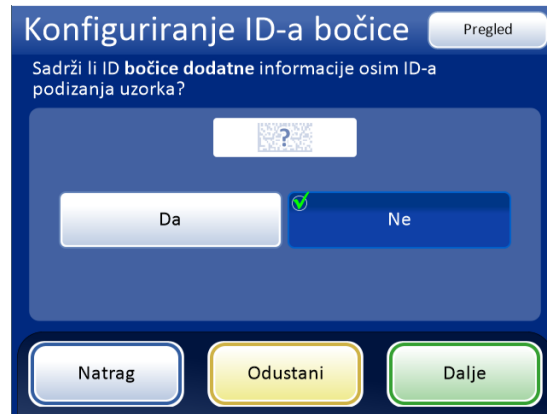 Konfiguriranje ID-a bočice
Pregled
Sadrži li ID bočice dodatne informacije osim ID-a
podizanja uzorka?
?
Da
Ne
Natrag
Odustani
Dalje